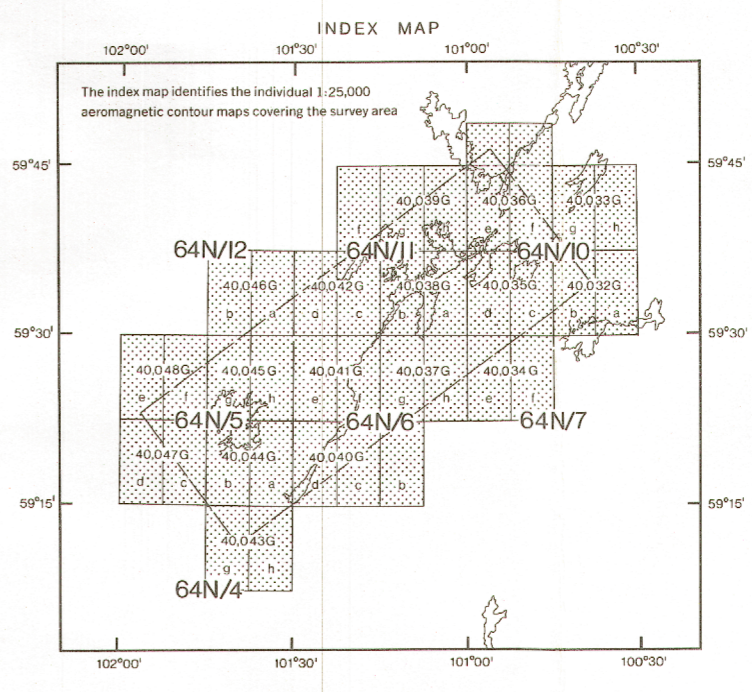 INDEX MAP
102°00' 101°30' 101°00' 100°30'
The index map identifies the individual 1:25,000
aeromagnetic contour maps covering the survey area
59°45' 59°45'
40,039G 40,036G 40,033G
f g e f g h
64N/12 64N/11 64N/10
40,046G 40,042G 40,038G 40,035G 40,032G
b a d c b a d c b a
59°30' 59°30'
40,048G 40,045G 40,041G 40,037G 40,034G
e f g h e f g h e f
64N/5 64N/6 64N/7
40,047G 40,044G 40,040G
d c b a d c b
59°15' 59°15'
40,043G
g h
64N/4
102°00' 101°30' 101°00' 100°30'